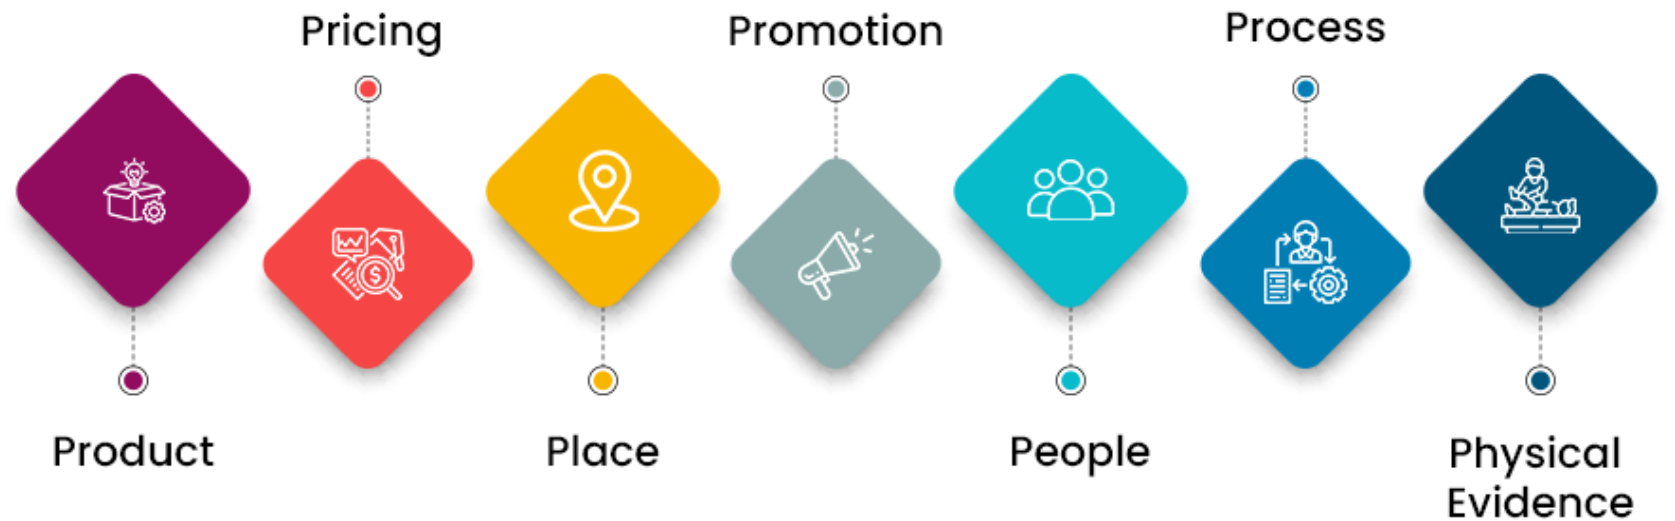 Pricing
Promotion
Process
Product
Place
People
Physical
Evidence